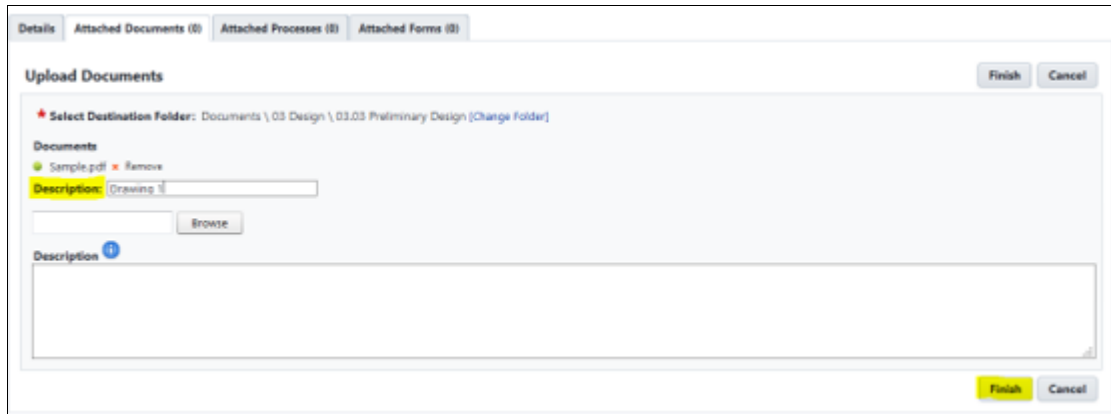 Details Attached Documents (0) Attached Processes (0) Attached Forms (0)
Upload Documents Finish Cancel
* Select Destination Folder: Documents \ 03 Design \ 03.03 Preliminary Design [Change Folder]
Documents
Sample.pdf × Remove
Description: Drawing 1
Browse
Description
Finish Cancel